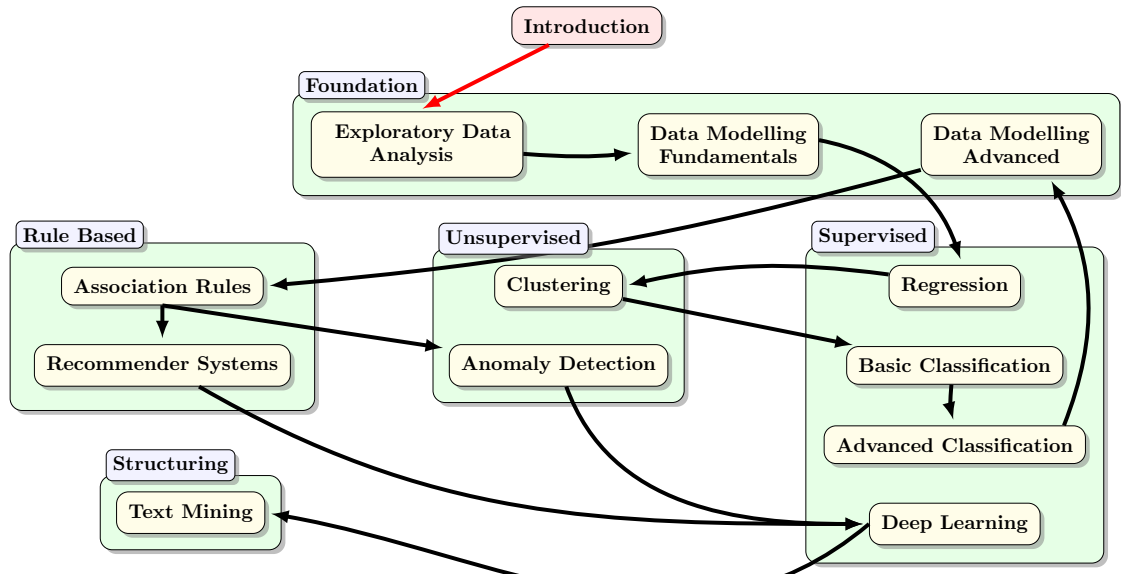 Introduction
Foundation
Exploratory Data
Analysis
Data Modelling
Fundamentals
Data Modelling
Advanced
Rule Based
Association Rules
Recommender Systems
Unsupervised
Clustering
Anomaly Detection
Supervised
Regression
Basic Classification
Advanced Classification
Deep Learning
Structuring
Text Mining